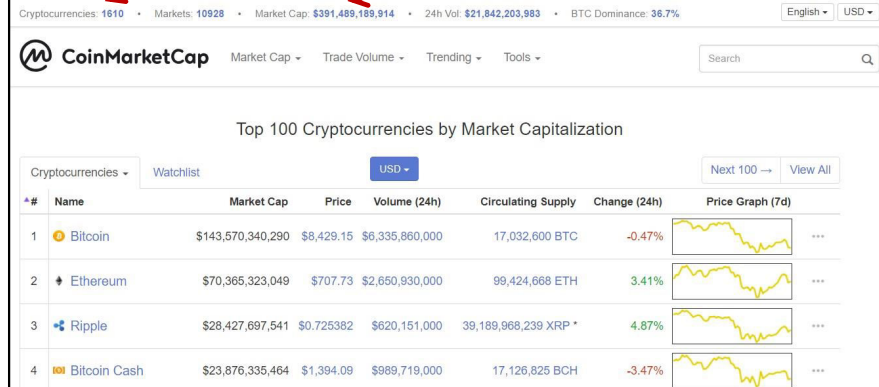 Cryptocurrencies: 1610 • Markets: 10928 • Market Cap: $391,489,189,914 • 24h Vol: $21,842,203,983 • BTC Dominance: 36.7% English USD
CoinMarketCap Market Cap Trade Volume Trending Tools Search
Top 100 Cryptocurrencies by Market Capitalization
Cryptocurrencies Watchlist USD Next 100 → View All
# Name Market Cap Price Volume (24h) Circulating Supply Change (24h) Price Graph (7d)
1 Bitcoin $143,570,340,290 $8,429.15 $6,335,860,000 17,032,600 BTC -0.47%
2 Ethereum $70,365,323,049 $707.73 $2,650,930,000 99,424,668 ETH 3.41%
3 Ripple $28,427,697,541 $0.725382 $620,151,000 39,189,968,239 XRP * 4.87%
4 Bitcoin Cash $23,876,335,464 $1,394.09 $989,719,000 17,126,825 BCH -3.47%